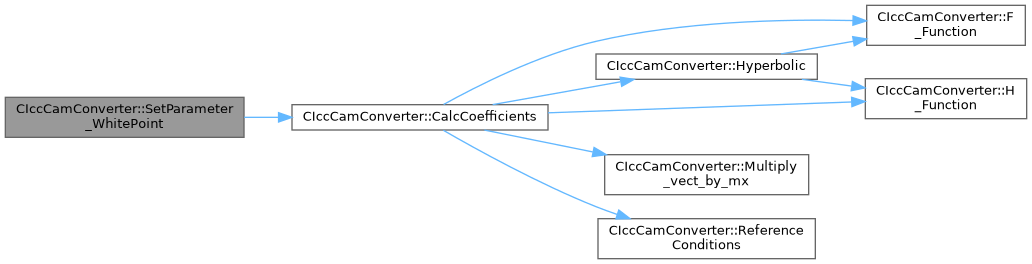 CIccCamConverter::SetParameter
_WhitePoint
CIccCamConverter::CalcCoefficients
CIccCamConverter::F
_Function
CIccCamConverter::Hyperbolic
CIccCamConverter::H
_Function
CIccCamConverter::Multiply
_vect_by_mx
CIccCamConverter::Reference
Conditions